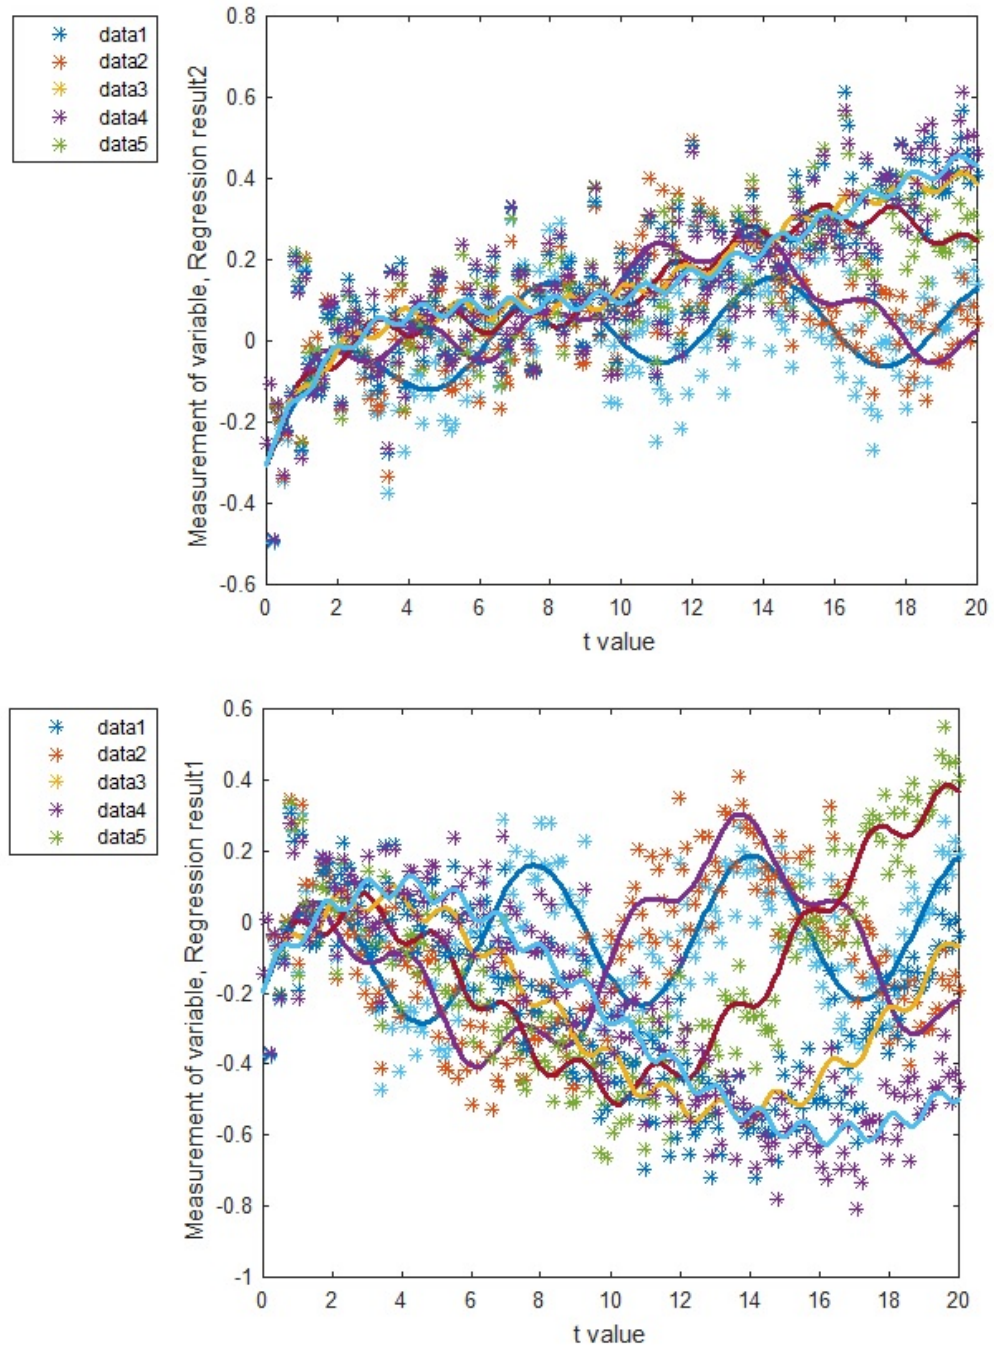 data1
data2
data3
data4
data5
Measurement of variable, Regression result2
0.8
0.6
0.4
0.2
0
-0.2
-0.4
-0.6
0 2 4 6 8 10 12 14 16 18 20
t value
data1
data2
data3
data4
data5
Measurement of variable, Regression result1
0.6
0.4
0.2
0
-0.2
-0.4
-0.6
-0.8
-1
0 2 4 6 8 10 12 14 16 18 20
t value